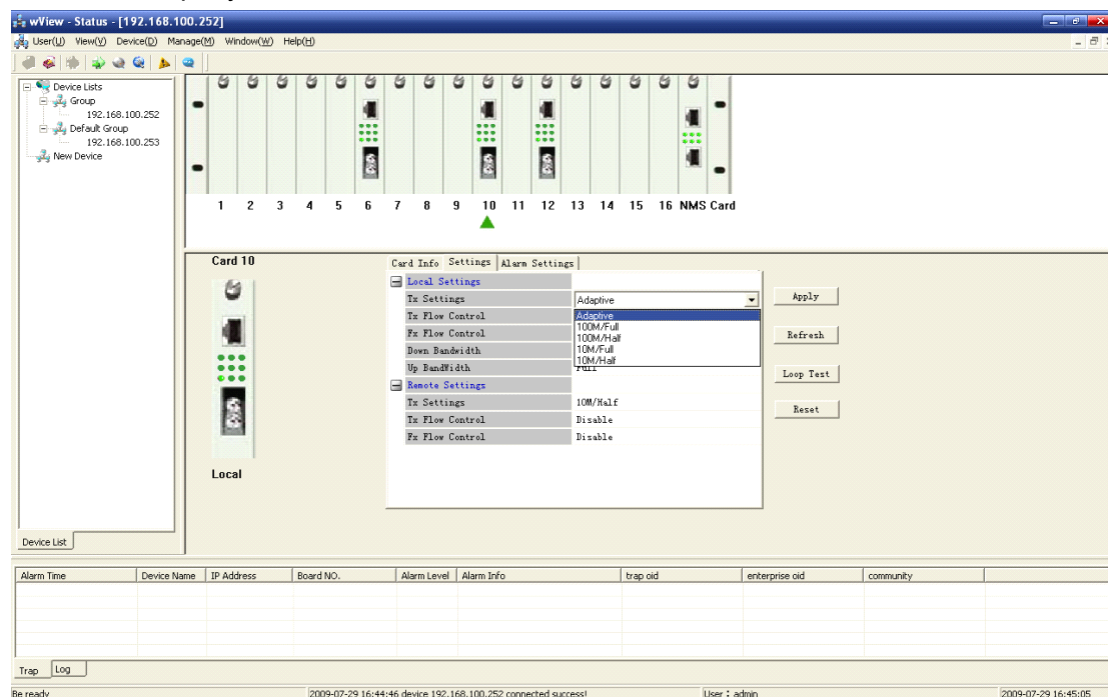 wView - Status - [192.168.100.252]
User(U) View(V) Device(D) Manage(M) Window(W) Help(H)
Device Lists
Group
192.168.100.252
Default Group
192.168.100.253
New Device
Device List
1 2 3 4 5 6 7 8 9 10 11 12 13 14 15 16 NMS Card
Card 10
Local
Card Info Settings Alarm Settings
Local Settings
Tx Settings Adaptive
Tx Flow Control Adaptive
100M/Full
Fx Flow Control 100M/Half
Down Bandwidth 10M/Full
10M/Half
Up BandWidth Full
Remote Settings
Tx Settings 10M/Half
Tx Flow Control Disable
Fx Flow Control Disable
Apply
Refresh
Loop Test
Reset
Alarm Time Device Name IP Address Board NO. Alarm Level Alarm Info trap oid enterprise oid community
Trap Log
Be ready 2009-07-29 16:44:46 device 192.168.100.252 connected success! User : admin 2009-07-29 16:45:05